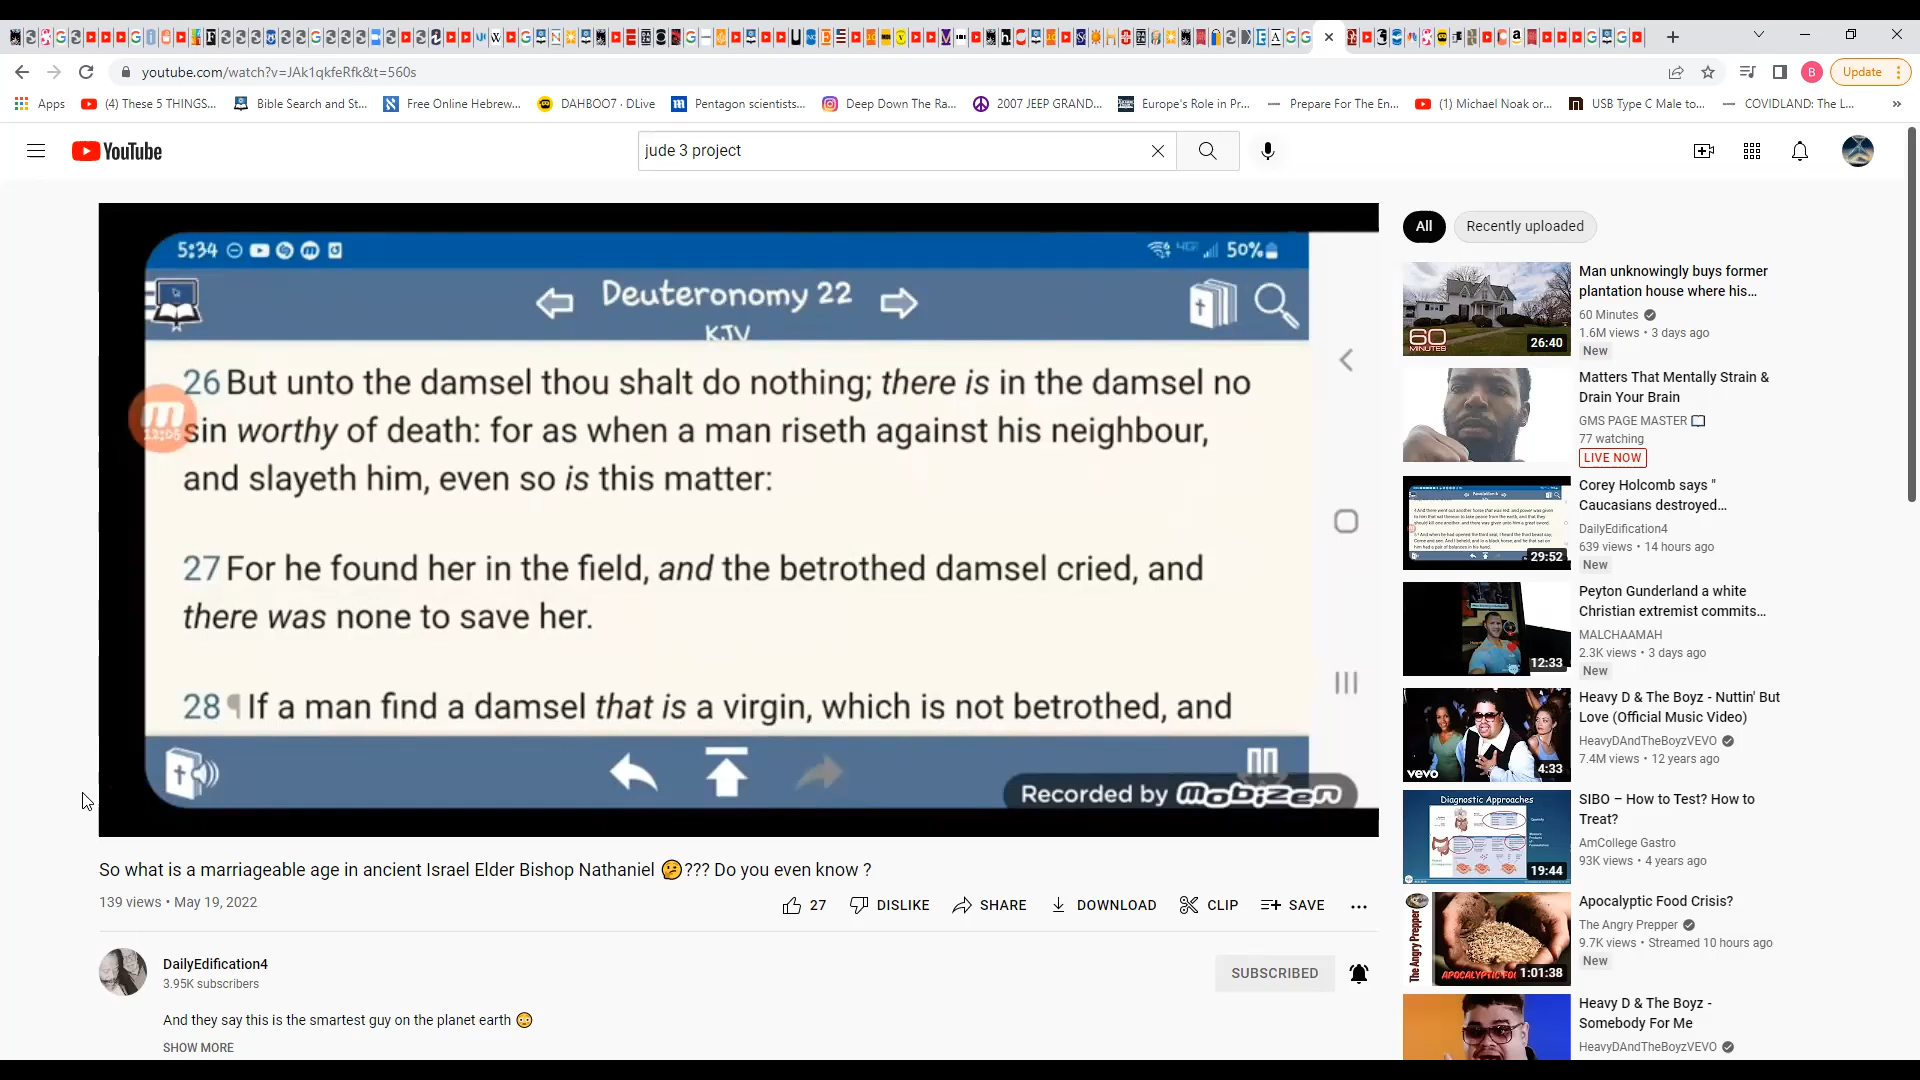 youtube.com/watch?v=JAk1qkfeRfk&t=560s
Update
Apps
(4) These 5 THINGS...
Bible Search and St...
Free Online Hebrew...
DAHBOO7 · DLive
Pentagon scientists...
Deep Down The Ra...
2007 JEEP GRAND...
Europe's Role in Pr...
Prepare For The En...
(1) Michael Noak or...
USB Type C Male to...
COVIDLAND: The L...
YouTube
jude 3 project
5:34
50%
Deuteronomy 22
KJV
26 But unto the damsel thou shalt do nothing; there is in the damsel no
sin worthy of death: for as when a man riseth against his neighbour,
and slayeth him, even so is this matter:
27 For he found her in the field, and the betrothed damsel cried, and
there was none to save her.
28 ¶ If a man find a damsel that is a virgin, which is not betrothed, and
Recorded by Mobizen
So what is a marriageable age in ancient Israel Elder Bishop Nathaniel 🤔??? Do you even know ?
139 views • May 19, 2022
27
DISLIKE
SHARE
DOWNLOAD
CLIP
SAVE
DailyEdification4
3.95K subscribers
SUBSCRIBED
And they say this is the smartest guy on the planet earth 😳
SHOW MORE
All
Recently uploaded
60 MINUTES
26:40
Man unknowingly buys former
plantation house where his...
60 Minutes
1.6M views • 3 days ago
New
Matters That Mentally Strain &
Drain Your Brain
GMS PAGE MASTER
77 watching
LIVE NOW
29:52
Corey Holcomb says "
Caucasians destroyed...
DailyEdification4
639 views • 14 hours ago
New
12:33
Peyton Gunderland a white
Christian extremist commits...
MALCHAAMAH
2.3K views • 3 days ago
New
vevo
4:33
Heavy D & The Boyz - Nuttin' But
Love (Official Music Video)
HeavyDAndTheBoyzVEVO
7.4M views • 12 years ago
Diagnostic Approaches
19:44
SIBO – How to Test? How to
Treat?
AmCollege Gastro
93K views • 4 years ago
The Angry Prepper
1:01:38
Apocalyptic Food Crisis?
The Angry Prepper
9.7K views • Streamed 10 hours ago
New
Heavy D & The Boyz -
Somebody For Me
HeavyDAndTheBoyzVEVO